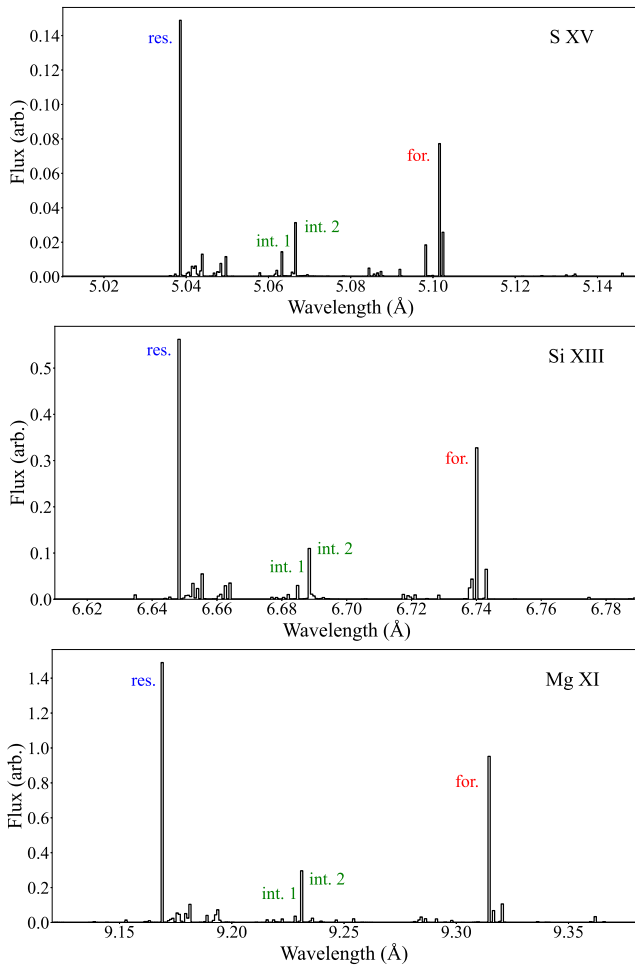 S XV
res.
for.
int. 1
int. 2
Flux (arb.)
0.14
0.12
0.10
0.08
0.06
0.04
0.02
0.00
5.02 5.04 5.06 5.08 5.10 5.12 5.14
Wavelength (Å)
Si XIII
res.
for.
int. 1
int. 2
Flux (arb.)
0.5
0.4
0.3
0.2
0.1
0.0
6.62 6.64 6.66 6.68 6.70 6.72 6.74 6.76 6.78
Wavelength (Å)
Mg XI
res.
for.
int. 1
int. 2
Flux (arb.)
1.4
1.2
1.0
0.8
0.6
0.4
0.2
0.0
9.15 9.20 9.25 9.30 9.35
Wavelength (Å)